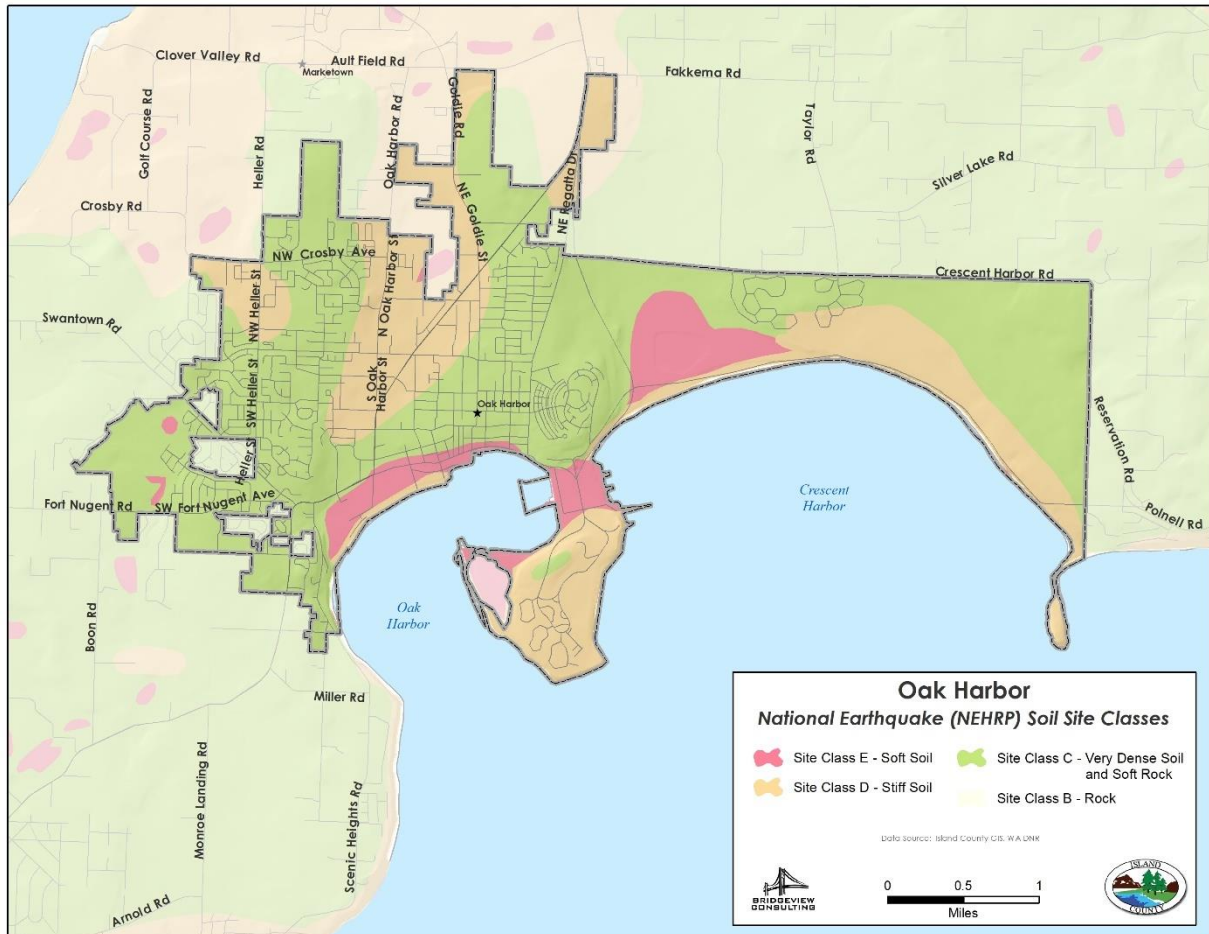 Clover Valley Rd
Ault Field Rd
Marketown
Fakkema Rd
Golf Course Rd
Heller Rd
Oak Harbor Rd
Goldie Rd
Taylor Rd
NE Regatta Dr
Silver Lake Rd
Crosby Rd
NE Goldie St
NW Crosby Ave
N Oak Harbor St
NW Heller St
Crescent Harbor Rd
Swantown Rd
S Oak
Harbor St
SW Heller St
Oak Harbor
Heller St
Reservation Rd
Fort Nugent Rd
SW Fort Nugent Ave
Crescent
Harbor
Polnell Rd
Oak
Harbor
Boon Rd
Miller Rd
Monroe Landing Rd
Scenic Heights Rd
Arnold Rd
Oak Harbor
National Earthquake (NEHRP) Soil Site Classes
Site Class E - Soft Soil
Site Class C - Very Dense Soil
and Soft Rock
Site Class D - Stiff Soil
Site Class B - Rock
Data Source: Island County GIS, WA DNR
BRIDGEVIEW
CONSULTING
0 0.5 1
Miles
ISLAND
COUNTY